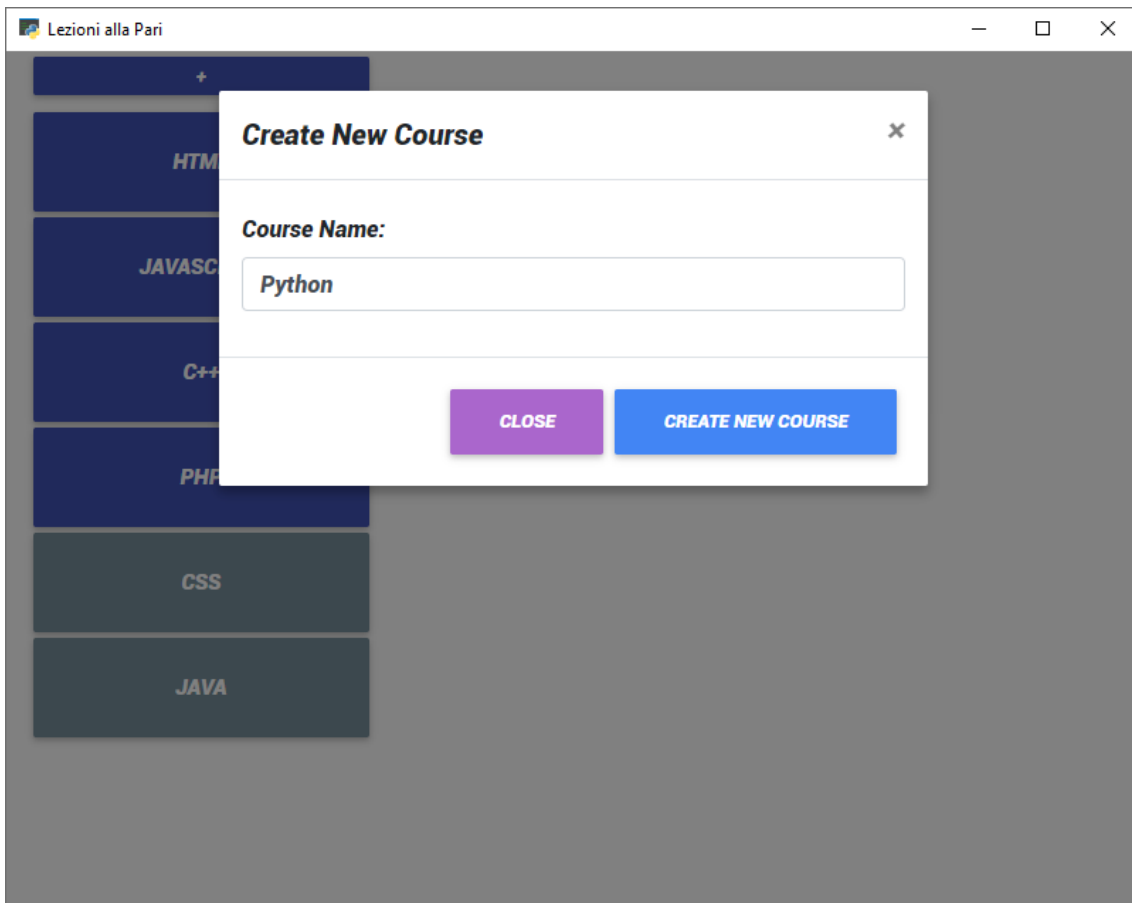 Lezioni alla Pari
+
Create New Course
×
HTM
Course Name:
JAVASC
Python
C++
CLOSE
CREATE NEW COURSE
PHP
CSS
JAVA